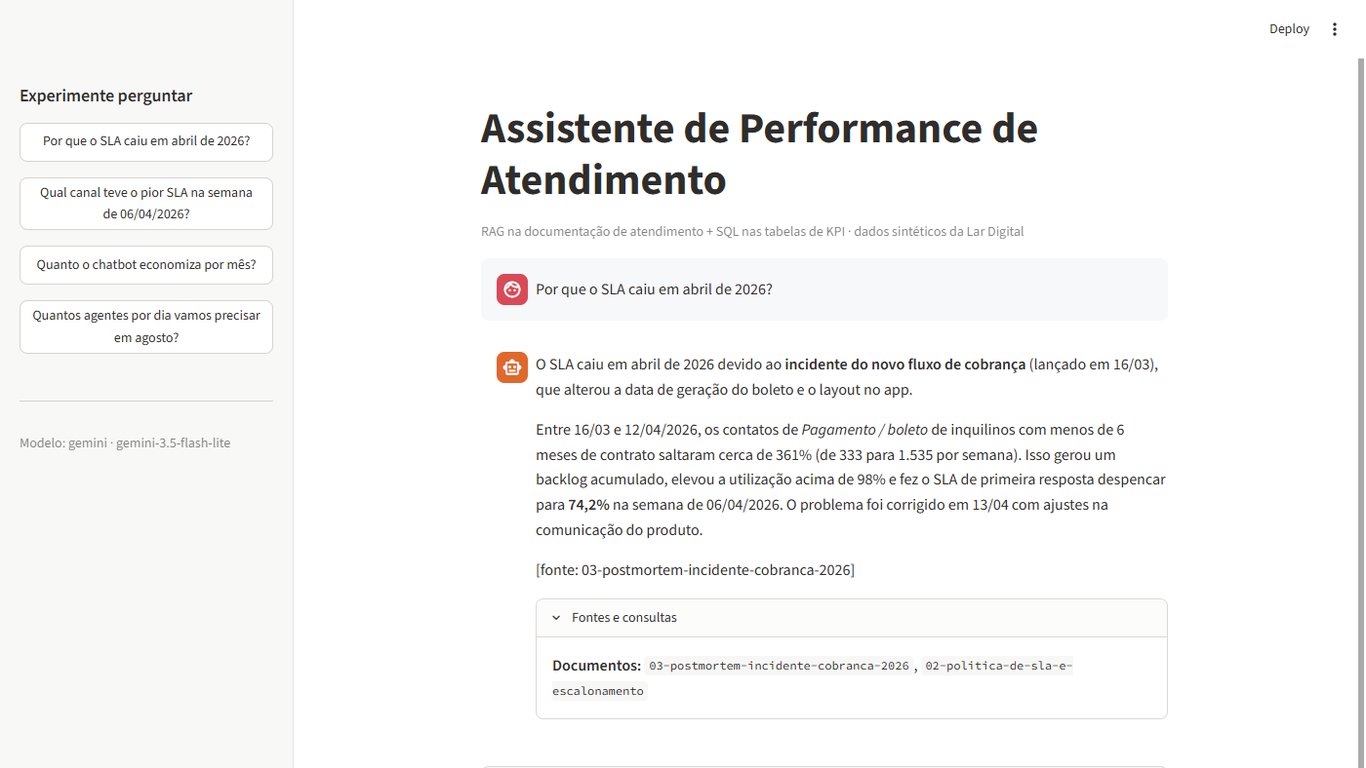 Deploy
Experimente perguntar
Por que o SLA caiu em abril de 2026?
Qual canal teve o pior SLA na semana
de 06/04/2026?
Quanto o chatbot economiza por mês?
Quantos agentes por dia vamos precisar
em agosto?
Modelo: gemini · gemini-3.5-flash-lite
Assistente de Performance de
Atendimento
RAG na documentação de atendimento + SQL nas tabelas de KPI · dados sintéticos da Lar Digital
Por que o SLA caiu em abril de 2026?
O SLA caiu em abril de 2026 devido ao incidente do novo fluxo de cobrança (lançado em 16/03),
que alterou a data de geração do boleto e o layout no app.
Entre 16/03 e 12/04/2026, os contatos de Pagamento / boleto de inquilinos com menos de 6
meses de contrato saltaram cerca de 361% (de 333 para 1.535 por semana). Isso gerou um
backlog acumulado, elevou a utilização acima de 98% e fez o SLA de primeira resposta despencar
para 74,2% na semana de 06/04/2026. O problema foi corrigido em 13/04 com ajustes na
comunicação do produto.
[fonte: 03-postmortem-incidente-cobranca-2026]
Fontes e consultas
Documentos: 03-postmortem-incidente-cobranca-2026 , 02-politica-de-sla-e-
escalonamento